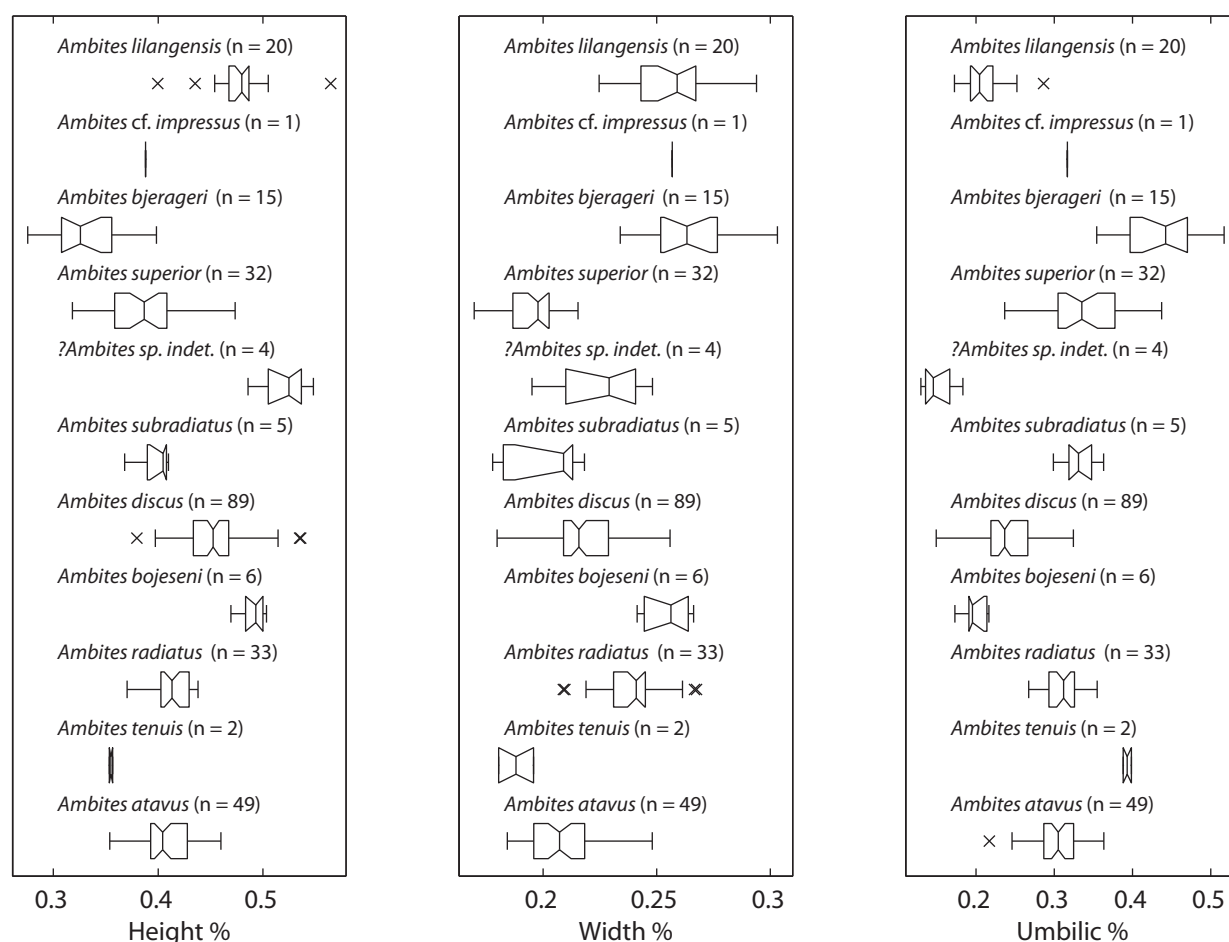 Ambites lilangensis (n = 20)
Ambites cf. impressus (n = 1)
Ambites bjerageri (n = 15)
Ambites superior (n = 32)
?Ambites sp. indet. (n = 4)
Ambites subradiatus (n = 5)
Ambites discus (n = 89)
Ambites bojeseni (n = 6)
Ambites radiatus (n = 33)
Ambites tenuis (n = 2)
Ambites atavus (n = 49)
0.3 0.4 0.5
Height %
Ambites lilangensis (n = 20)
Ambites cf. impressus (n = 1)
Ambites bjerageri (n = 15)
Ambites superior (n = 32)
?Ambites sp. indet. (n = 4)
Ambites subradiatus (n = 5)
Ambites discus (n = 89)
Ambites bojeseni (n = 6)
Ambites radiatus (n = 33)
Ambites tenuis (n = 2)
Ambites atavus (n = 49)
0.2 0.25 0.3
Width %
Ambites lilangensis (n = 20)
Ambites cf. impressus (n = 1)
Ambites bjerageri (n = 15)
Ambites superior (n = 32)
?Ambites sp. indet. (n = 4)
Ambites subradiatus (n = 5)
Ambites discus (n = 89)
Ambites bojeseni (n = 6)
Ambites radiatus (n = 33)
Ambites tenuis (n = 2)
Ambites atavus (n = 49)
0.2 0.3 0.4 0.5
Umbilic %